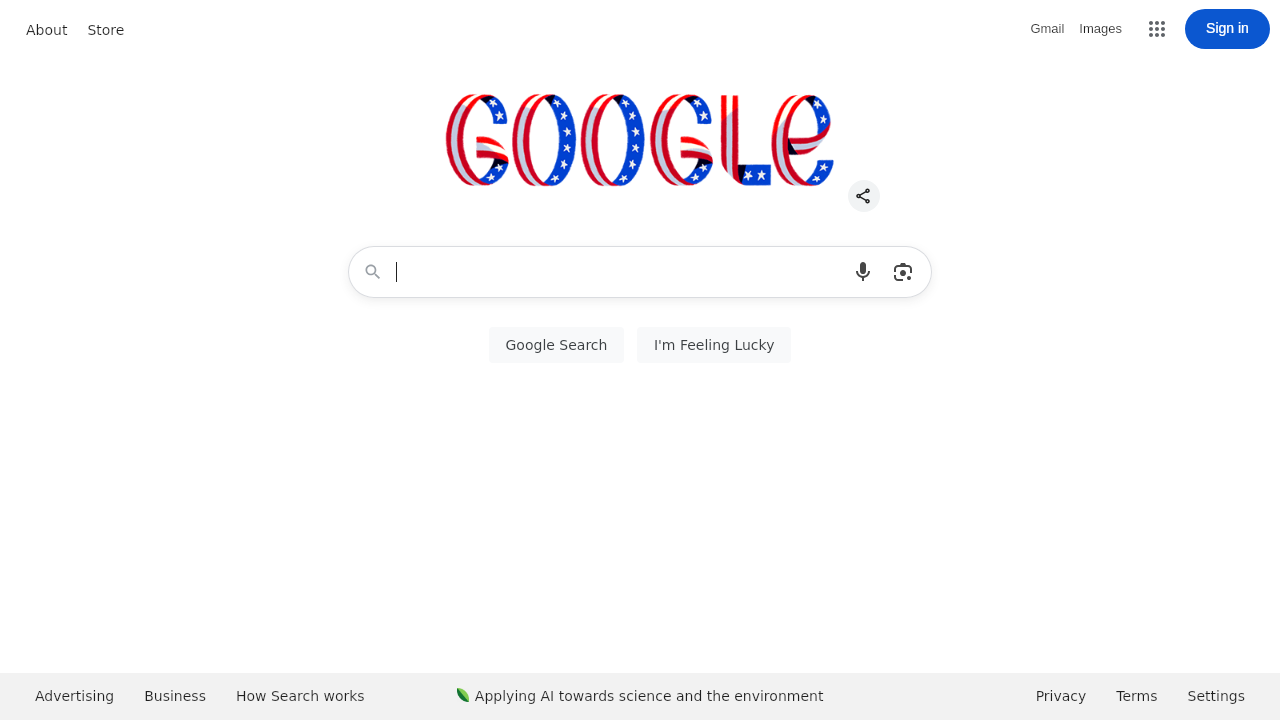 About Store
Gmail Images Sign in
GOOGLE
Google Search I'm Feeling Lucky
Advertising Business How Search works
Applying AI towards science and the environment
Privacy Terms Settings